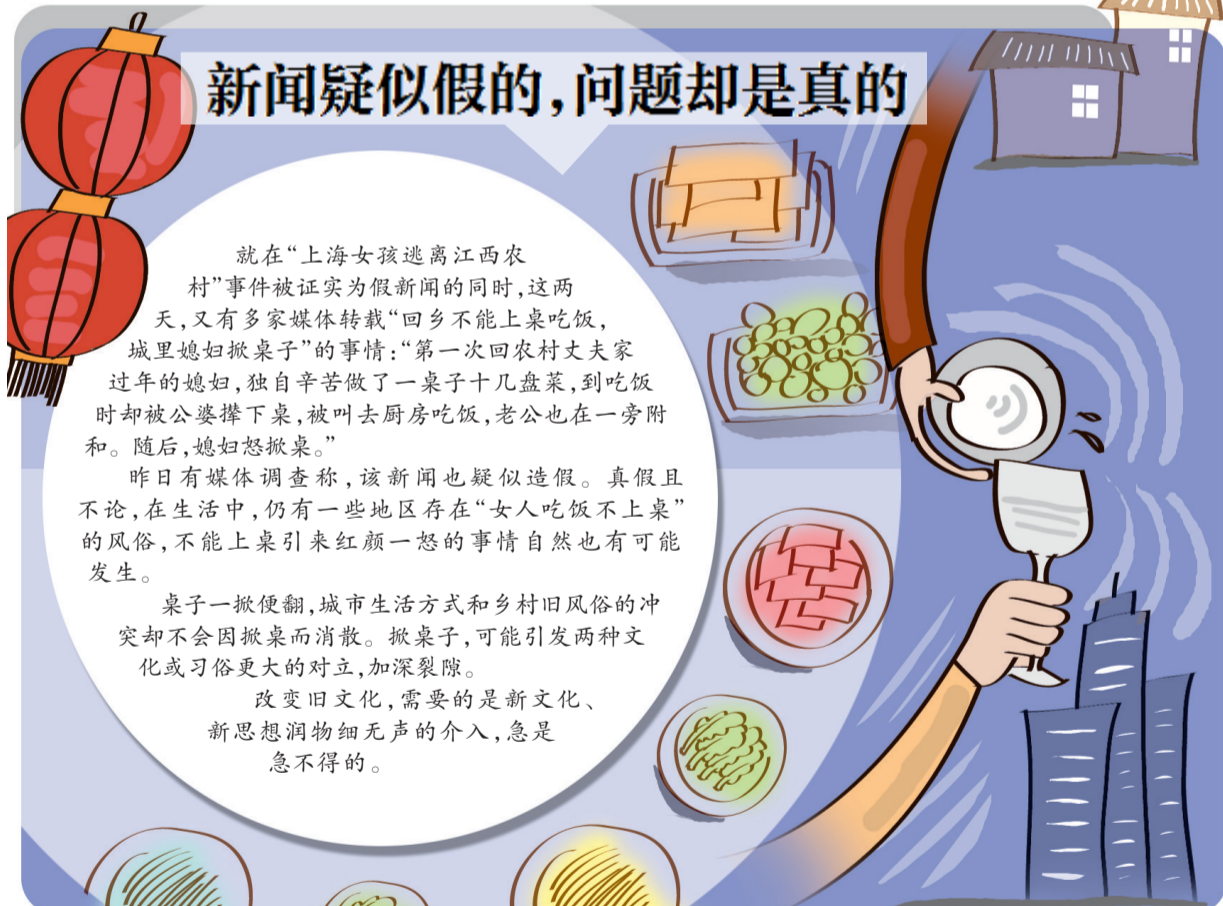 新闻疑似假的,问题却是真的
就在“上海女孩逃离江西农
村”事件被证实为假新闻的同时,这两
天,又有多家媒体转载“回乡不能上桌吃饭,
城里媳妇掀桌子”的事情:“第一次回农村丈夫家
过年的媳妇,独自辛苦做了一桌子十几盘菜,到吃饭
时却被公婆撵下桌,被叫去厨房吃饭,老公也在一旁附
和。随后,媳妇怒掀桌。”
昨日有媒体调查称,该新闻也疑似造假。真假且
不论,在生活中,仍有一些地区存在“女人吃饭不上桌”
的风俗,不能上桌引来红颜一怒的事情自然也有可能
发生。
桌子一掀便翻,城市生活方式和乡村旧风俗的冲
突却不会因掀桌而消散。掀桌子,可能引发两种文
化或习俗更大的对立,加深裂隙。
改变旧文化,需要的是新文化、
新思想润物细无声的介入,急是
急不得的。